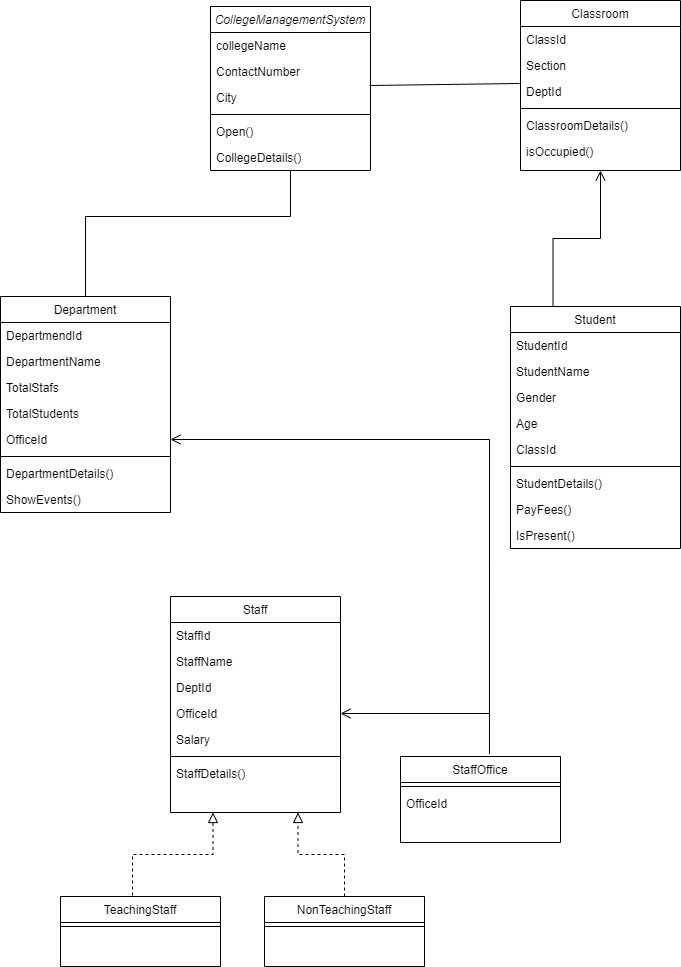 CollegeManagementSystem
collegeName
ContactNumber
City
Open()
CollegeDetails()
Classroom
ClassId
Section
DeptId
ClassroomDetails()
isOccupied()
Department
DepartmendId
DepartmentName
TotalStafs
TotalStudents
OfficeId
DepartmentDetails()
ShowEvents()
Student
StudentId
StudentName
Gender
Age
ClassId
StudentDetails()
PayFees()
IsPresent()
Staff
StaffId
StaffName
DeptId
OfficeId
Salary
StaffDetails()
StaffOffice
OfficeId
TeachingStaff
NonTeachingStaff